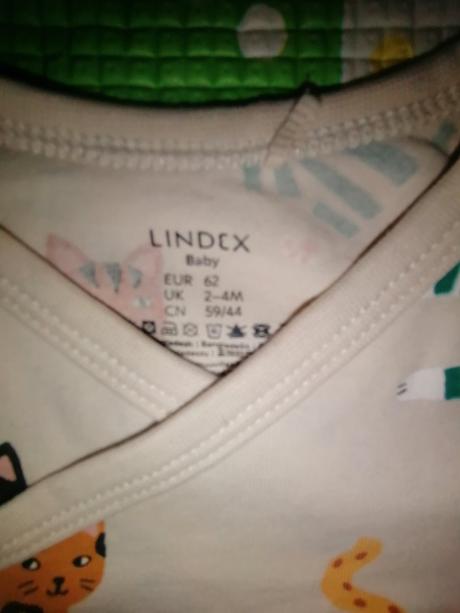 LINDEX
Baby
EUR 62
UK 2-4M
CN 59/44